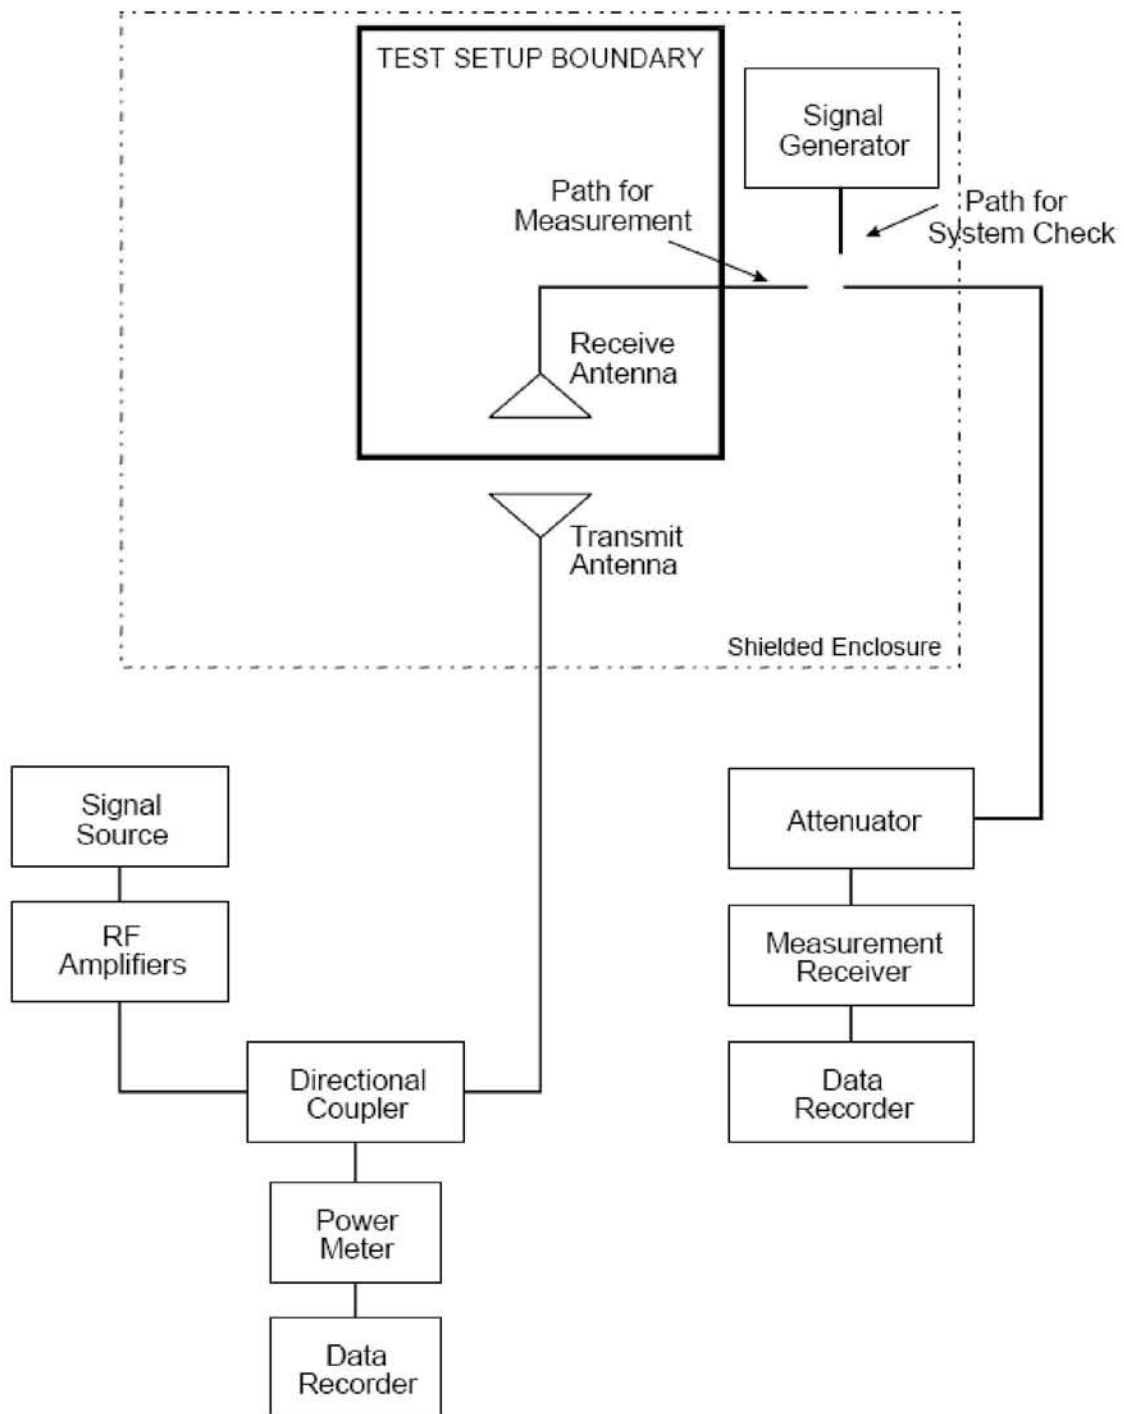 TEST SETUP BOUNDARY
Signal
Generator
Path for
Measurement
Path for
System Check
Receive
Antenna
Transmit
Antenna
Shielded Enclosure
Signal
Source
RF
Amplifiers
Directional
Coupler
Power
Meter
Data
Recorder
Attenuator
Measurement
Receiver
Data
Recorder